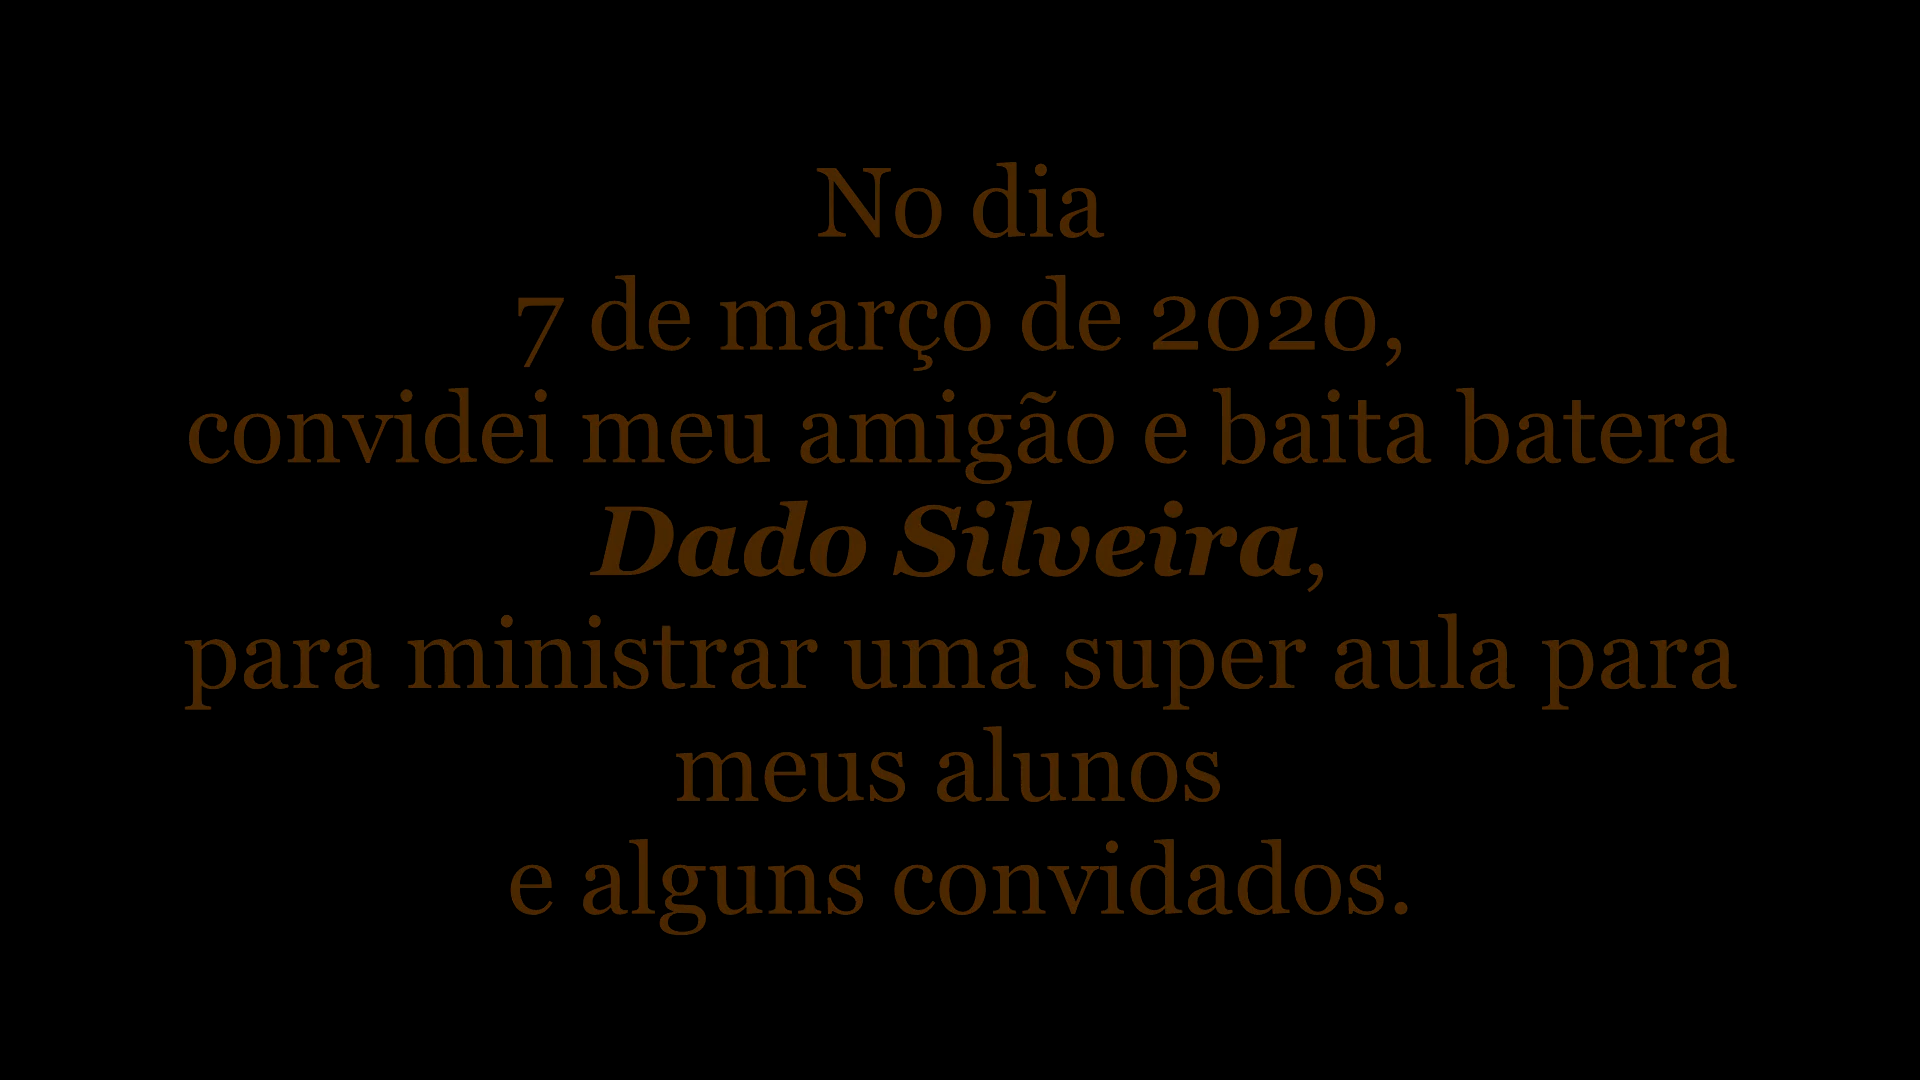 No dia
7 de março de 2020,
convidei meu amigão e baita batera
Dado Silveira,
para ministrar uma super aula para
meus alunos
e alguns convidados.